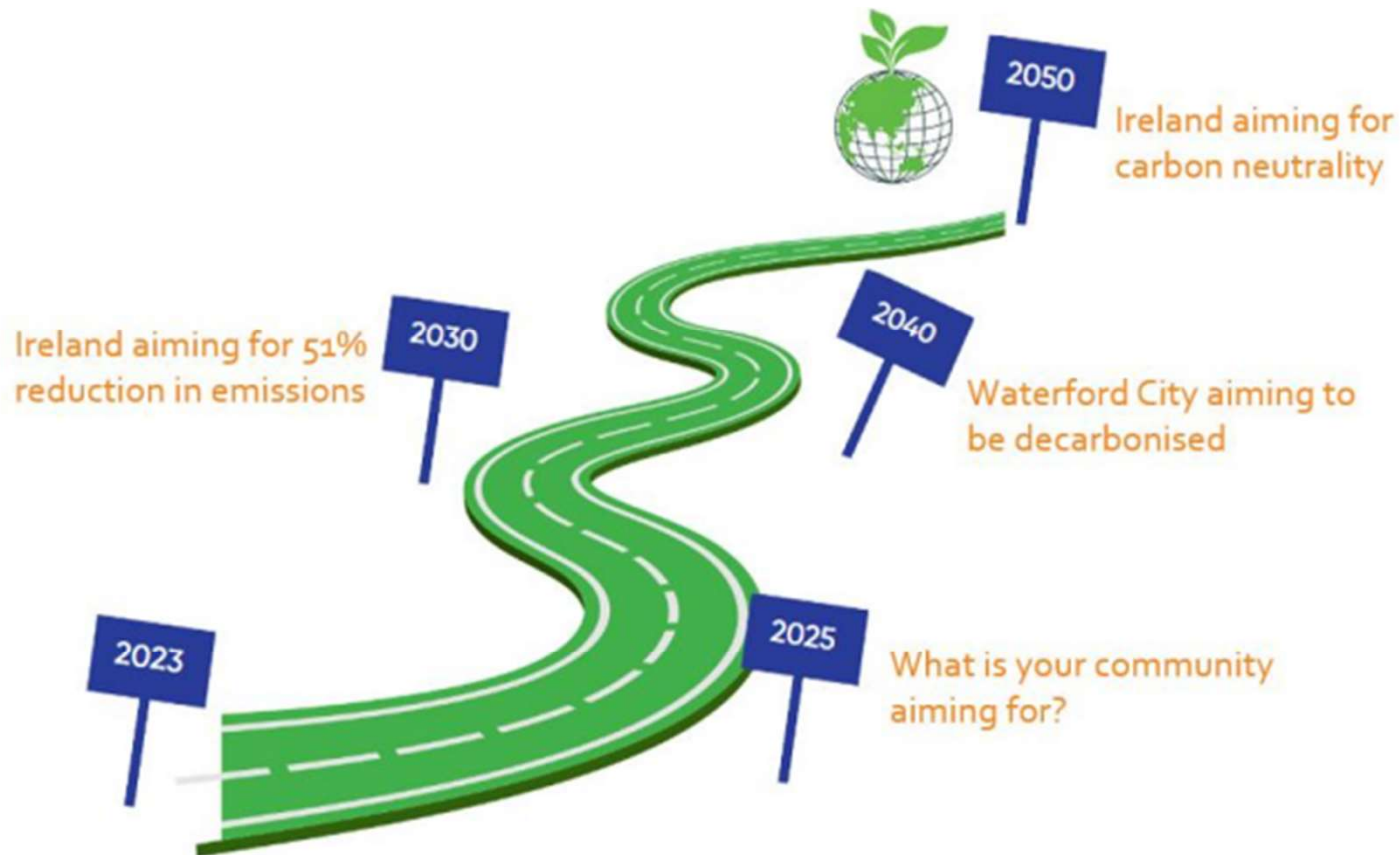 2050
Ireland aiming for
carbon neutrality
2030
Ireland aiming for 51%
reduction in emissions
2040
Waterford City aiming to
be decarbonised
2023
2025
What is your community
aiming for?